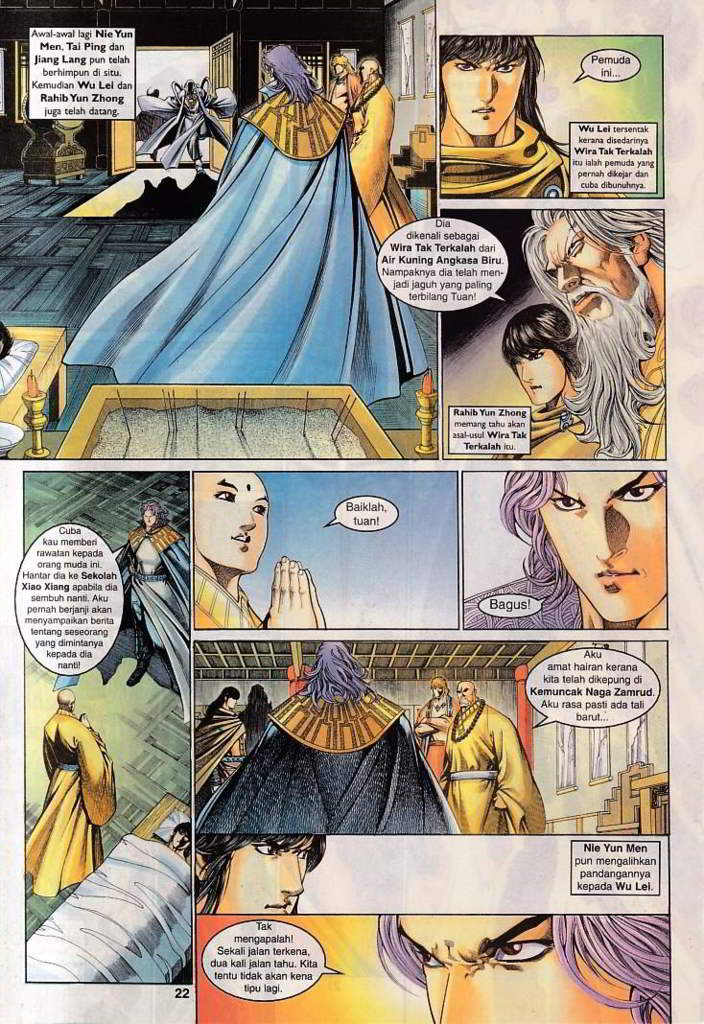 Awal-awal lagi Nie Yun
Men, Tai Ping dan
Jiang Lang pun telah
berhimpun di situ.
Kemudian Wu Lei dan
Rahib Yun Zhong
juga telah datang.
Pemuda
ini...
Wu Lei tersentak
kerana disedarinya
Wira Tak Terkalah
itu ialah pemuda yang
pernah dikejar dan
cuba dibunuhnya.
Dia
dikenali sebagai
Wira Tak Terkalah dari
Air Kuning Angkasa Biru.
Nampaknya dia telah men-
jadi jaguh yang paling
terbilang Tuan!
Rahib Yun Zhong
memang tahu akan
asal-usul Wira Tak
Terkalah itu.
Cuba
kau memberi
rawatan kepada
orang muda ini.
Hantar dia ke Sekolah
Xiao Xiang apabila dia
sembuh nanti. Aku
pernah berjanji akan
menyampaikan berita
tentang seseorang
yang dimintanya
kepada dia
nanti!
Baiklah,
tuan!
Bagus!
Aku
amat hairan kerana
kita telah dikepung di
Kemuncak Naga Zamrud.
Aku rasa pasti ada tali
barut...
Nie Yun Men
pun mengalihkan
pandangannya
kepada Wu Lei.
Tak
mengapalah!
Sekali jalan terkena,
dua kali jalan tahu. Kita
tentu tidak akan kena
tipu lagi.
22